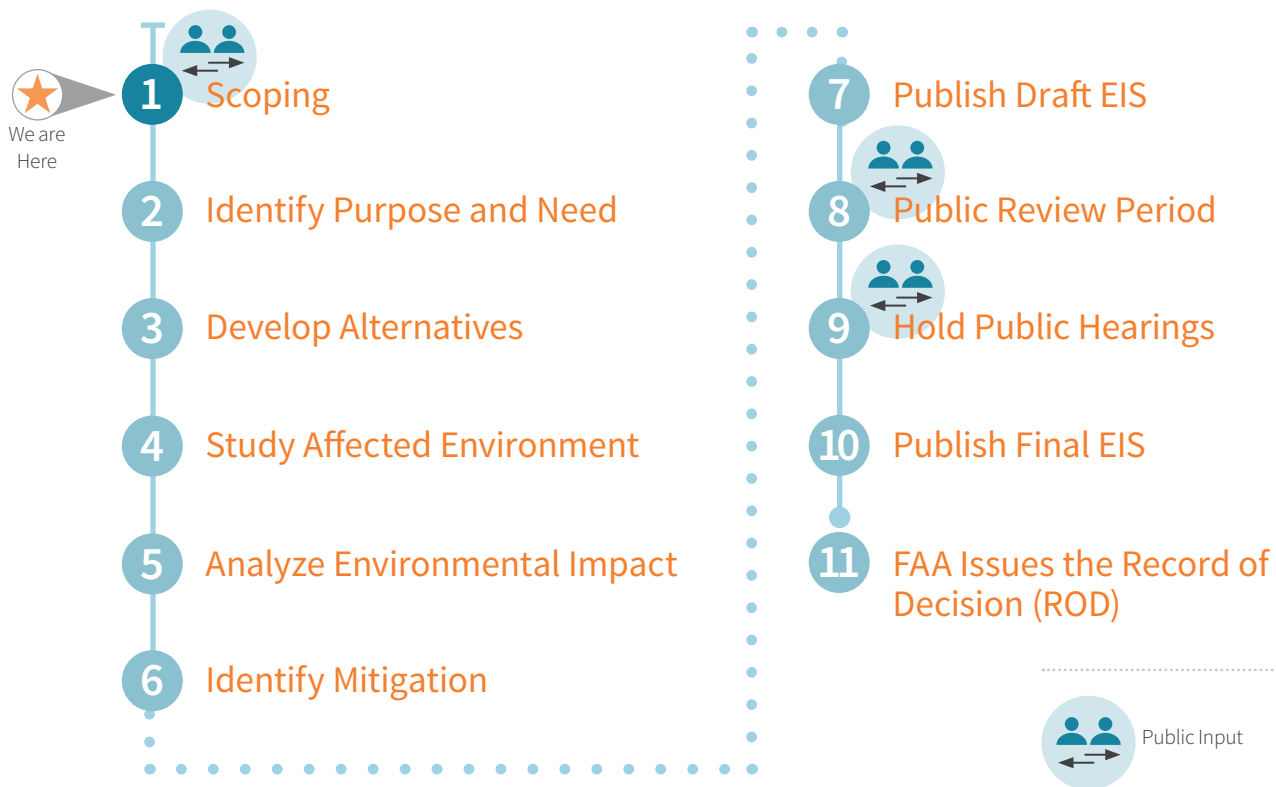 We are
Here
1
Scoping
2
Identify Purpose and Need
3
Develop Alternatives
4
Study Affected Environment
5
Analyze Environmental Impact
6
Identify Mitigation
7
Publish Draft EIS
8
Public Review Period
9
Hold Public Hearings
10
Publish Final EIS
11
FAA Issues the Record of
Decision (ROD)
Public Input